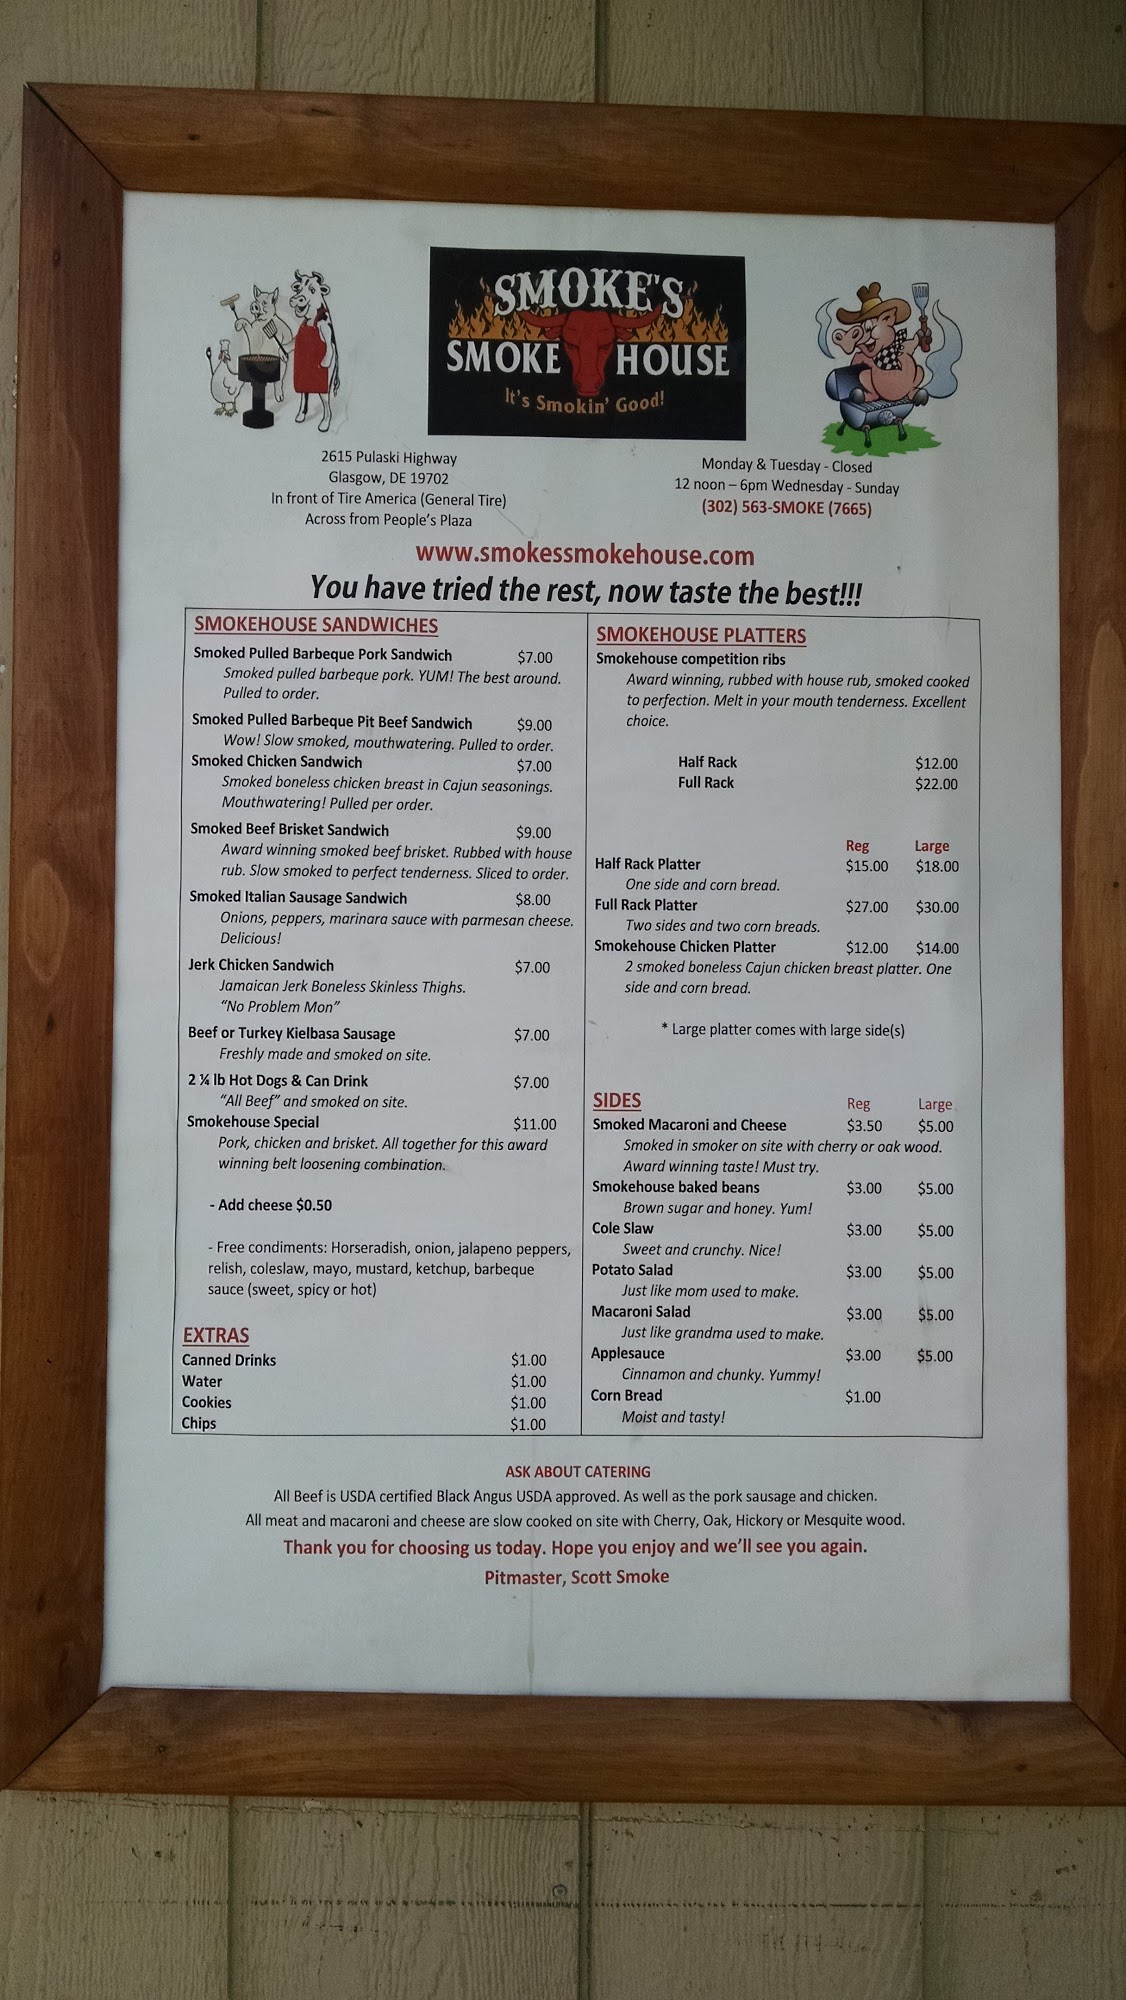 SMOKE'S
SMOKE HOUSE
It's Smokin' Good!
2615 Pulaski Highway
Glasgow, DE 19702
In front of Tire America (General Tire)
Across from People's Plaza
Monday & Tuesday - Closed
12 noon – 6pm Wednesday - Sunday
(302) 563-SMOKE (7665)
www.smokessmokehouse.com
You have tried the rest, now taste the best!!!
SMOKEHOUSE SANDWICHES
Smoked Pulled Barbeque Pork Sandwich $7.00
Smoked pulled barbeque pork. YUM! The best around.
Pulled to order.
Smoked Pulled Barbeque Pit Beef Sandwich $9.00
Wow! Slow smoked, mouthwatering. Pulled to order.
Smoked Chicken Sandwich $7.00
Smoked boneless chicken breast in Cajun seasonings.
Mouthwatering! Pulled per order.
Smoked Beef Brisket Sandwich $9.00
Award winning smoked beef brisket. Rubbed with house
rub. Slow smoked to perfect tenderness. Sliced to order.
Smoked Italian Sausage Sandwich $8.00
Onions, peppers, marinara sauce with parmesan cheese.
Delicious!
Jerk Chicken Sandwich $7.00
Jamaican Jerk Boneless Skinless Thighs.
"No Problem Mon"
Beef or Turkey Kielbasa Sausage $7.00
Freshly made and smoked on site.
2 ¼ lb Hot Dogs & Can Drink $7.00
"All Beef" and smoked on site.
Smokehouse Special $11.00
Pork, chicken and brisket. All together for this award
winning belt loosening combination.
- Add cheese $0.50
- Free condiments: Horseradish, onion, jalapeno peppers,
relish, coleslaw, mayo, mustard, ketchup, barbeque
sauce (sweet, spicy or hot)
EXTRAS
Canned Drinks $1.00
Water $1.00
Cookies $1.00
Chips $1.00
SMOKEHOUSE PLATTERS
Smokehouse competition ribs
Award winning, rubbed with house rub, smoked cooked
to perfection. Melt in your mouth tenderness. Excellent
choice.
Half Rack $12.00
Full Rack $22.00
Reg Large
Half Rack Platter $15.00 $18.00
One side and corn bread.
Full Rack Platter $27.00 $30.00
Two sides and two corn breads.
Smokehouse Chicken Platter $12.00 $14.00
2 smoked boneless Cajun chicken breast platter. One
side and corn bread.
* Large platter comes with large side(s)
SIDES Reg Large
Smoked Macaroni and Cheese $3.50 $5.00
Smoked in smoker on site with cherry or oak wood.
Award winning taste! Must try.
Smokehouse baked beans $3.00 $5.00
Brown sugar and honey. Yum!
Cole Slaw $3.00 $5.00
Sweet and crunchy. Nice!
Potato Salad $3.00 $5.00
Just like mom used to make.
Macaroni Salad $3.00 $5.00
Just like grandma used to make.
Applesauce $3.00 $5.00
Cinnamon and chunky. Yummy!
Corn Bread $1.00
Moist and tasty!
ASK ABOUT CATERING
All Beef is USDA certified Black Angus USDA approved. As well as the pork sausage and chicken.
All meat and macaroni and cheese are slow cooked on site with Cherry, Oak, Hickory or Mesquite wood.
Thank you for choosing us today. Hope you enjoy and we'll see you again.
Pitmaster, Scott Smoke